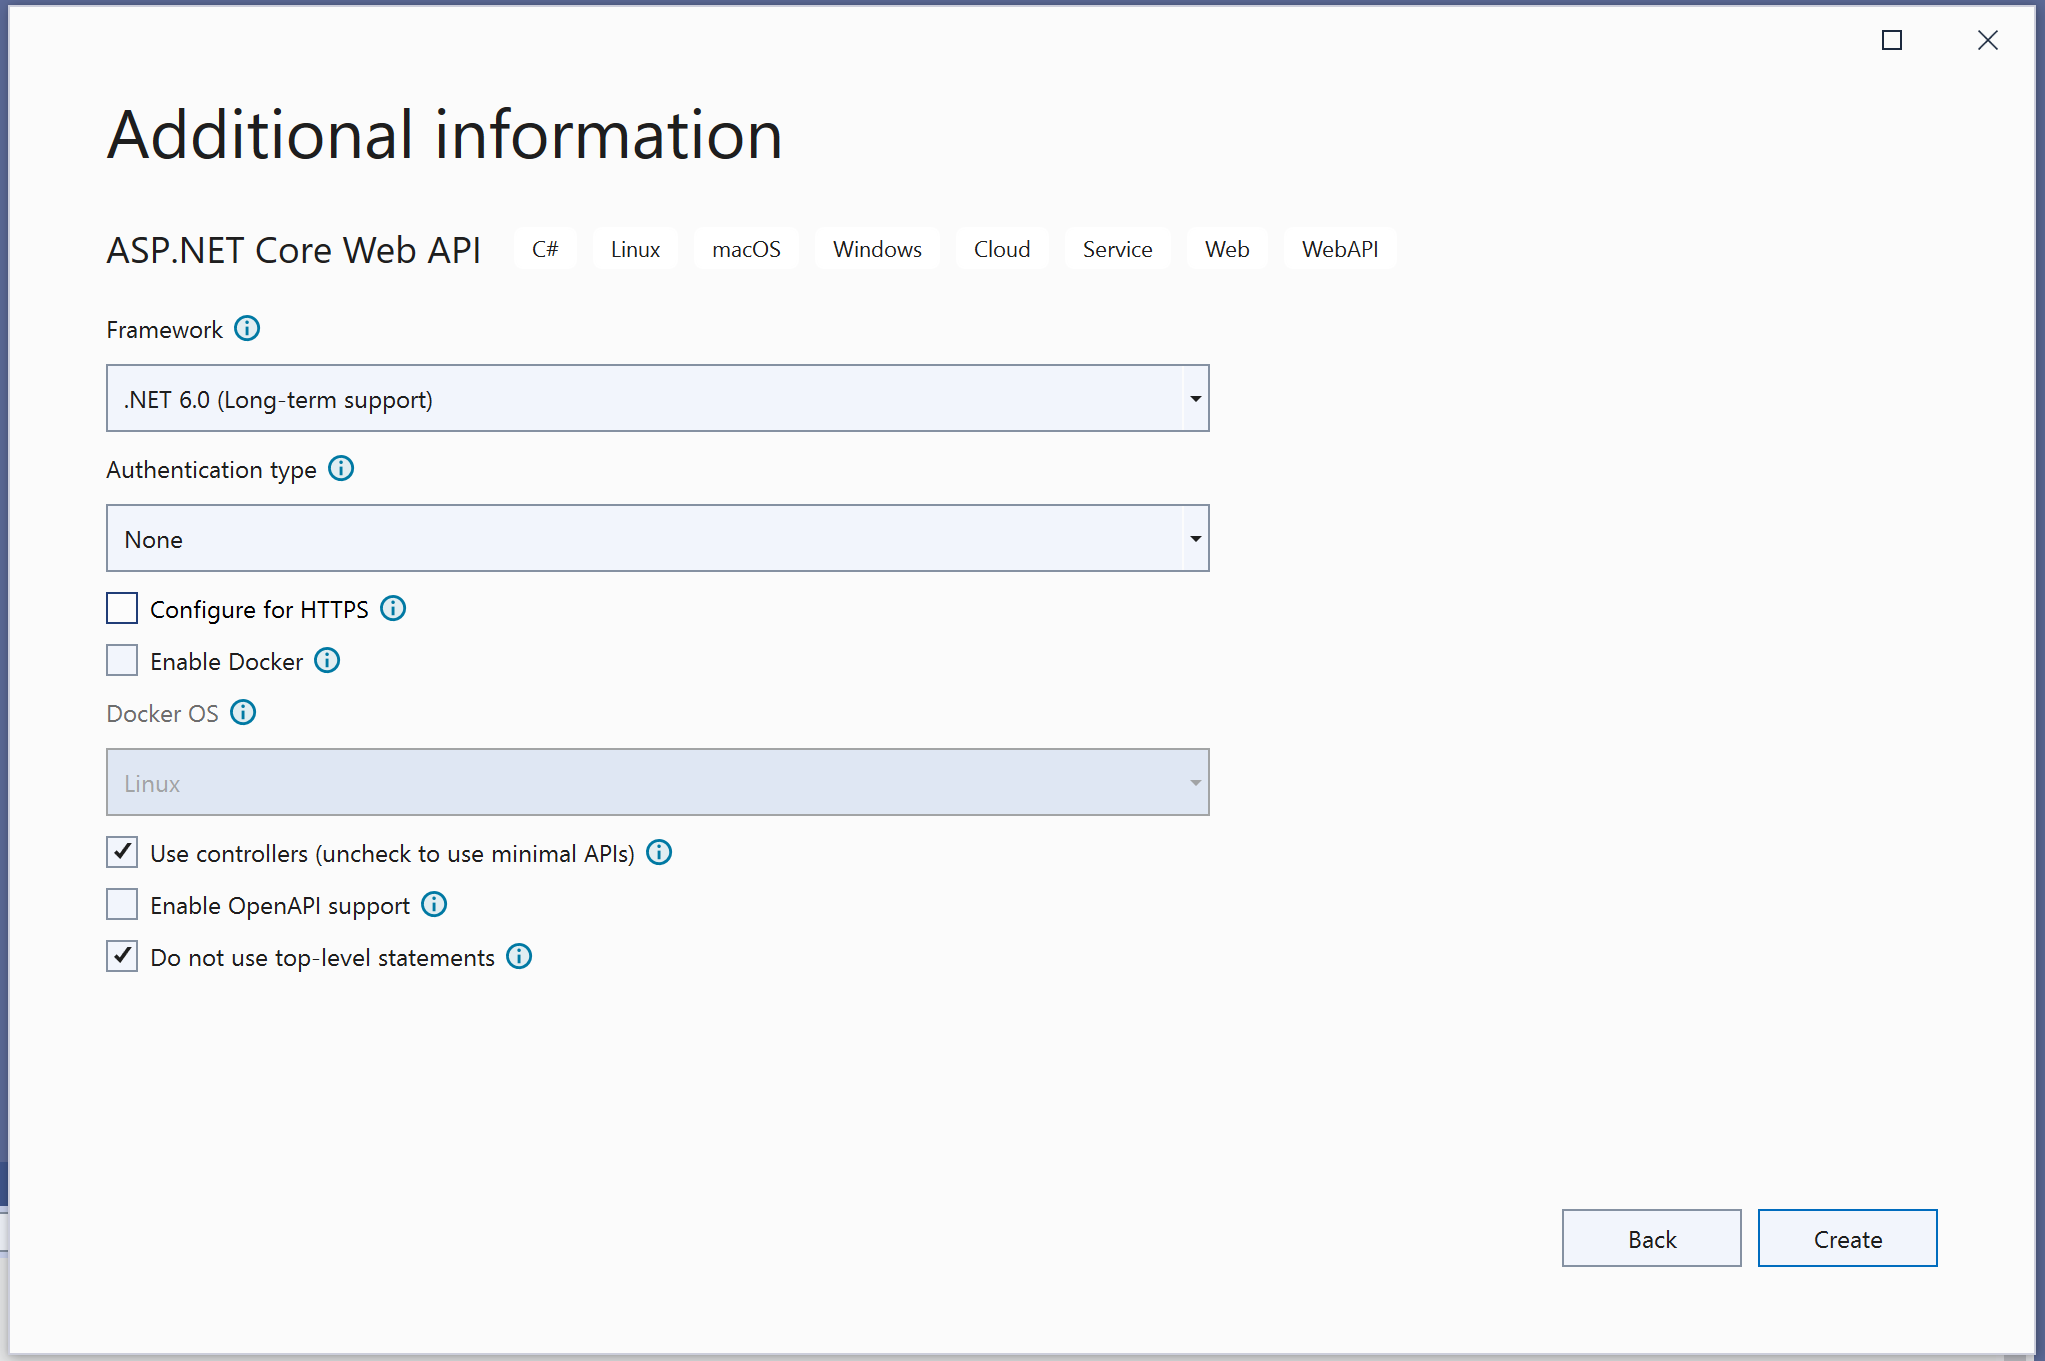 Additional information
ASP.NET Core Web API C# Linux macOS Windows Cloud Service Web WebAPI
Framework
.NET 6.0 (Long-term support)
Authentication type
None
Configure for HTTPS
Enable Docker
Docker OS
Linux
Use controllers (uncheck to use minimal APIs)
Enable OpenAPI support
Do not use top-level statements
Back Create